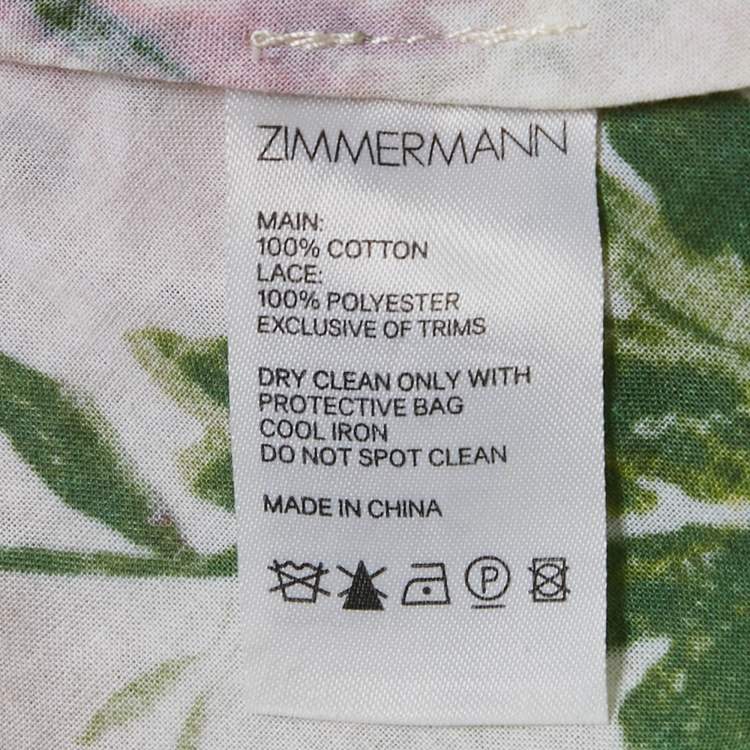 ZIMMERMANN
MAIN:
100% COTTON
LACE:
100% POLYESTER
EXCLUSIVE OF TRIMS
DRY CLEAN ONLY WITH
PROTECTIVE BAG
COOL IRON
DO NOT SPOT CLEAN
MADE IN CHINA
P